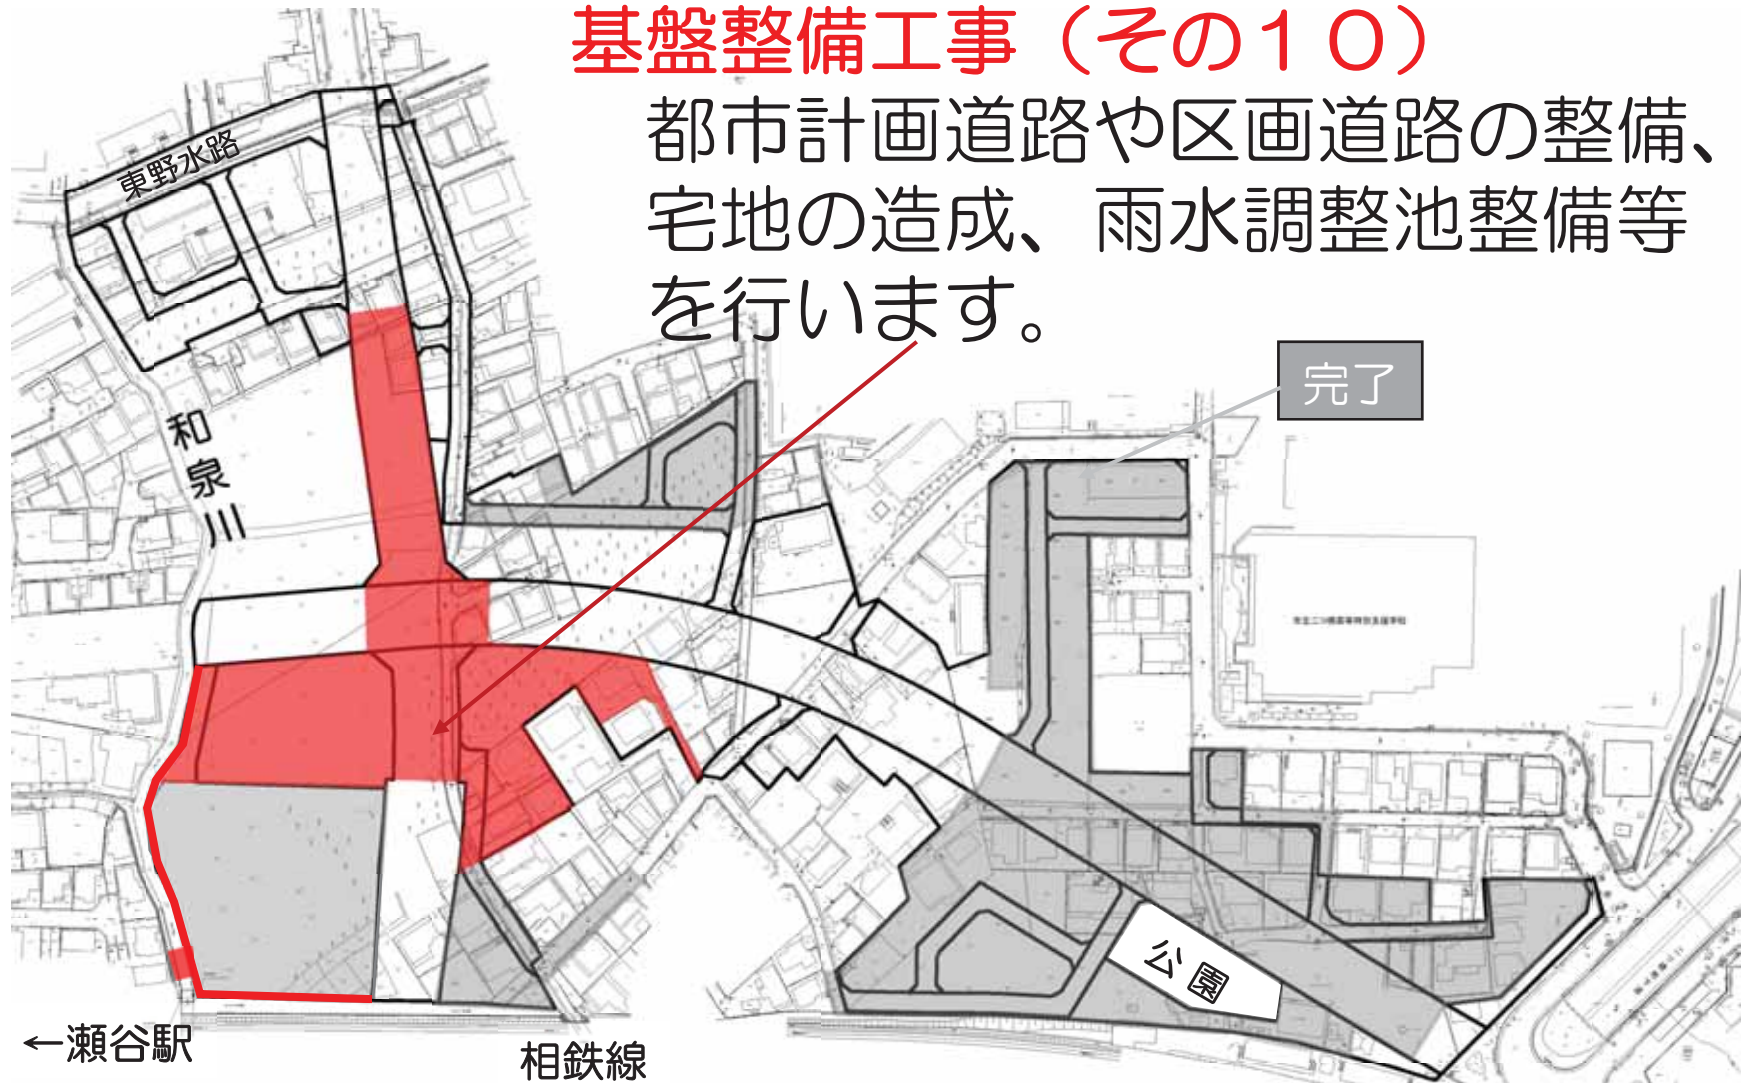 基盤整備工事（その１０）
都市計画道路や区画道路の整備、
宅地の造成、雨水調整池整備等
を行います。
東野水路
完了
和泉川
公園
←瀬谷駅
相鉄線